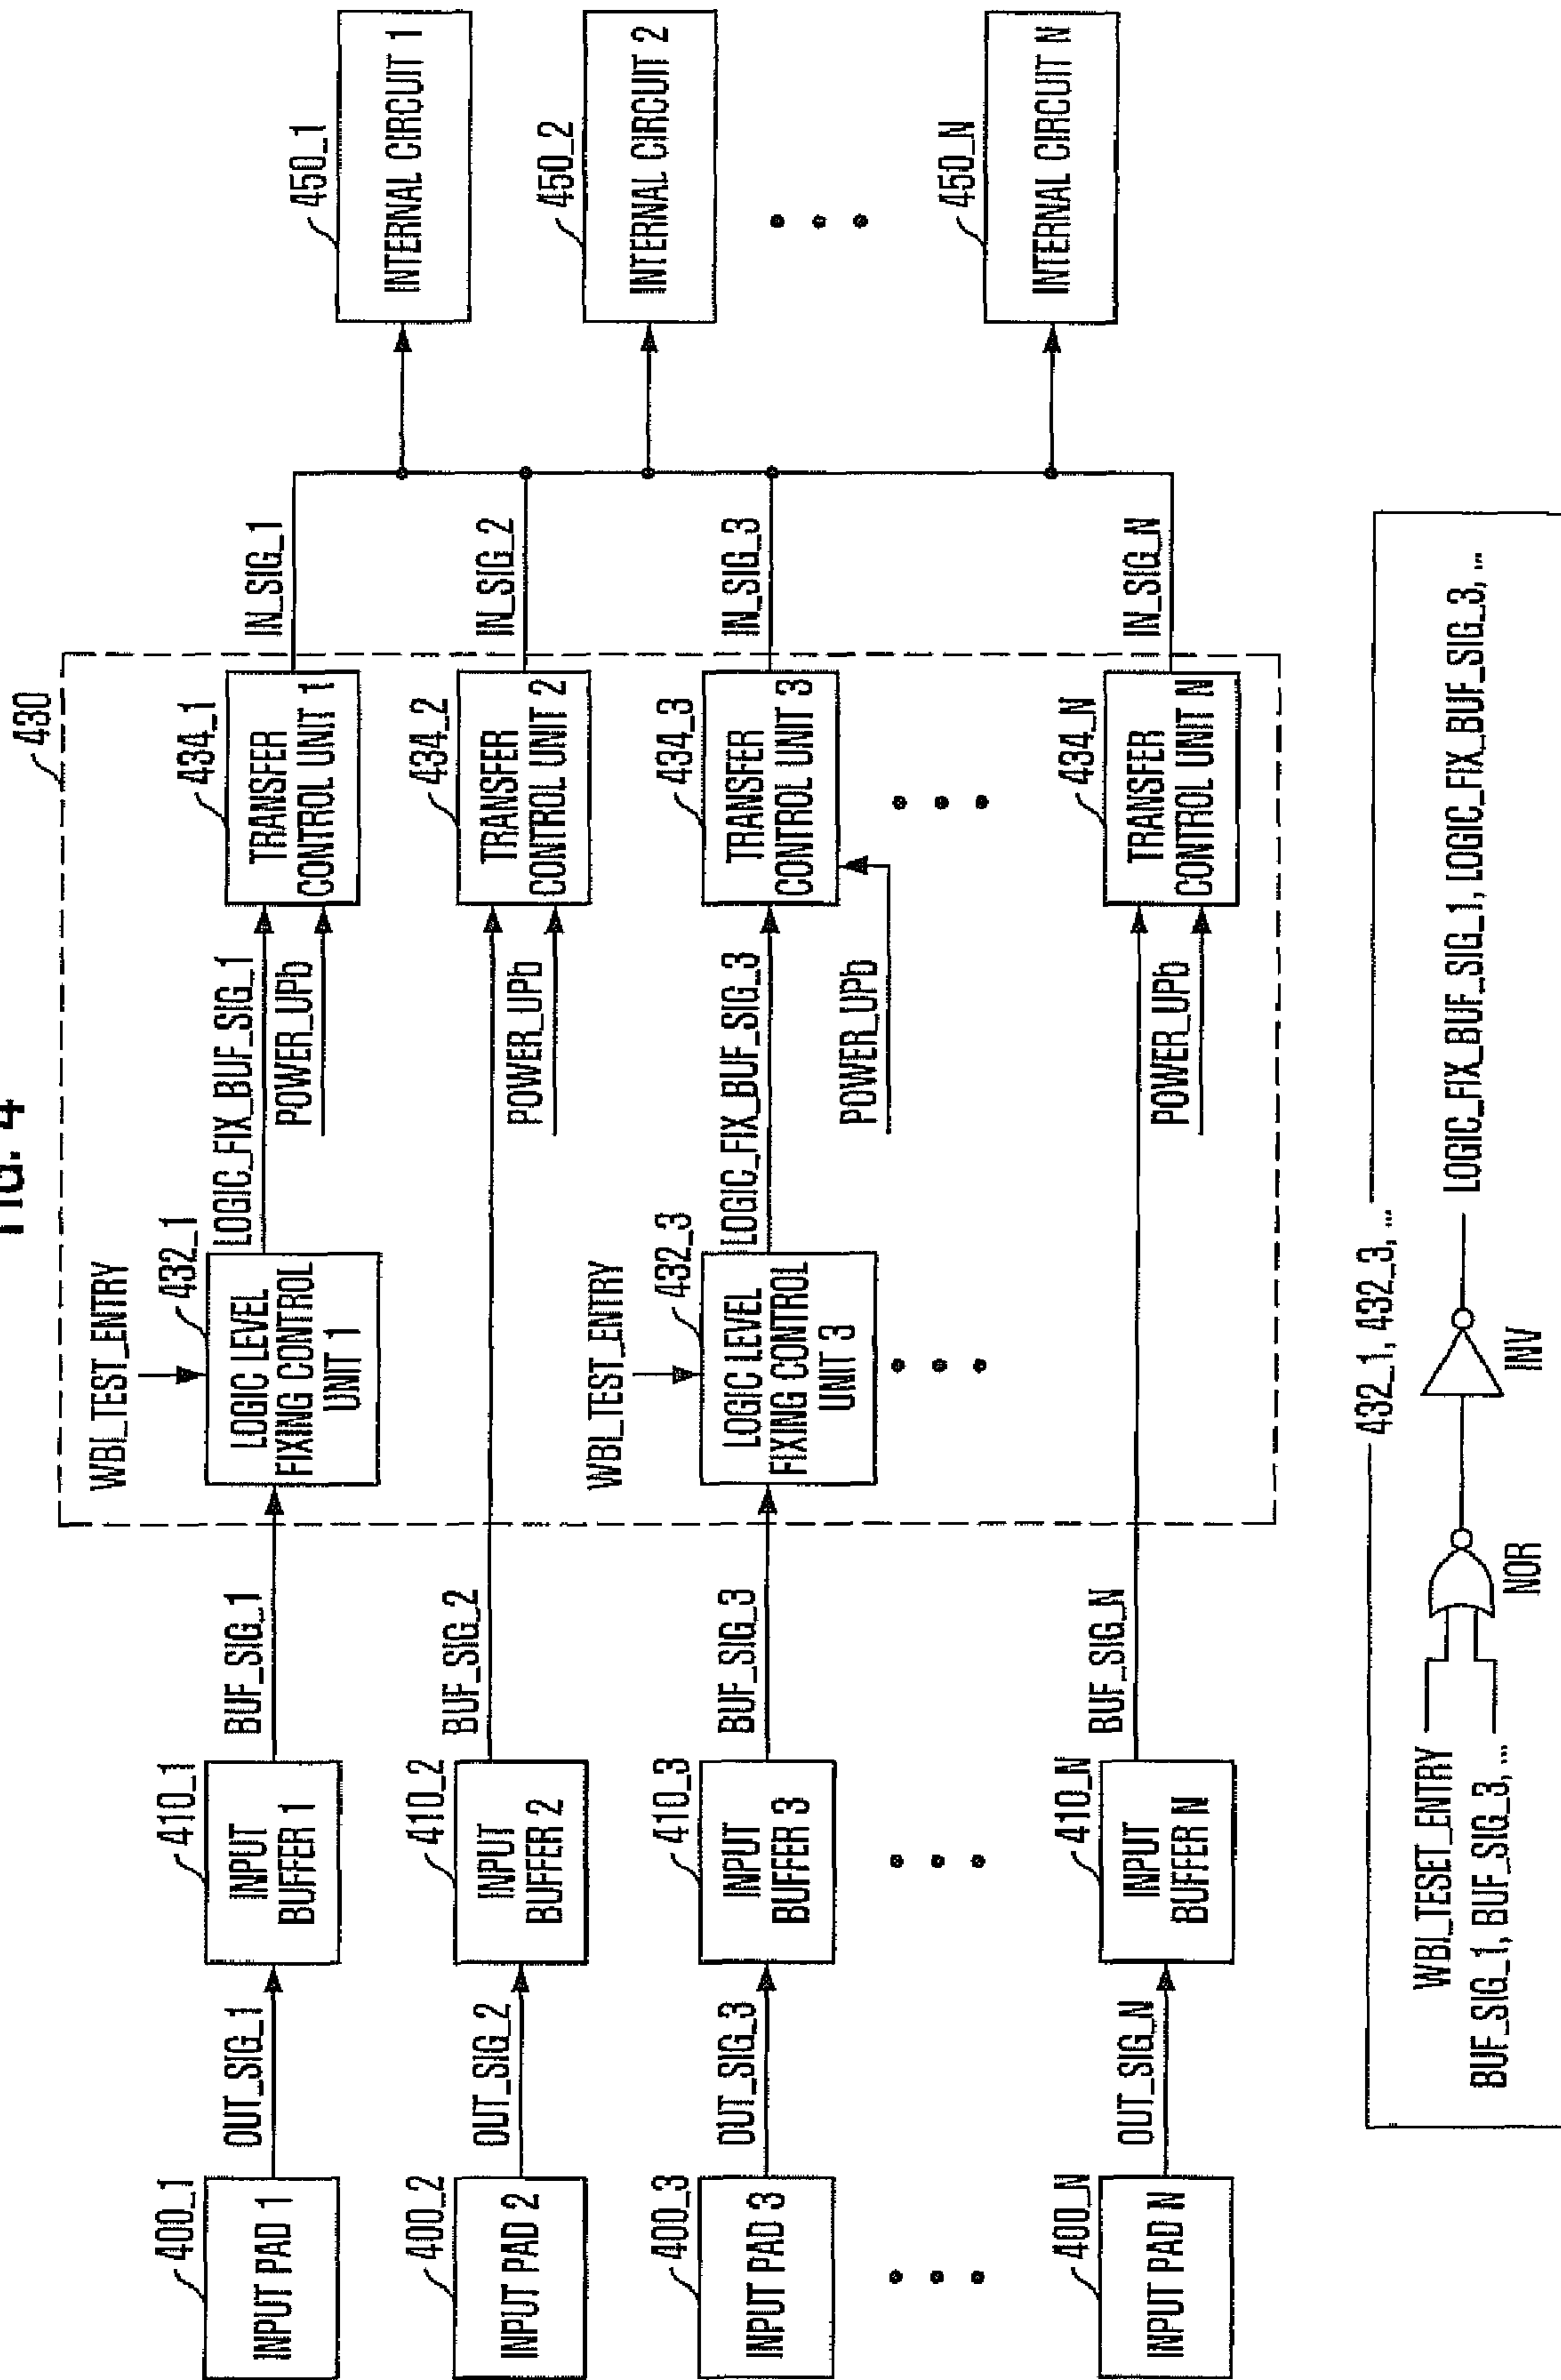 FIG. 4
430
400_1
INPUT PAD 1
OUT_SIG_1
410_1
INPUT
BUFFER 1
BUF_SIG_1
WBI_TEST_ENTRY
432_1
LOGIC LEVEL
FIXING CONTROL
UNIT 1
LOGIC_FIX_BUF_SIG_1
POWER_UPb
434_1
TRANSFER
CONTROL UNIT 1
IN_SIG_1
450_1
INTERNAL CIRCUIT 1
400_2
INPUT PAD 2
OUT_SIG_2
410_2
INPUT
BUFFER 2
BUF_SIG_2
POWER_UPb
434_2
TRANSFER
CONTROL UNIT 2
IN_SIG_2
450_2
INTERNAL CIRCUIT 2
400_3
INPUT PAD 3
OUT_SIG_3
410_3
INPUT
BUFFER 3
BUF_SIG_3
WBI_TEST_ENTRY
432_3
LOGIC LEVEL
FIXING CONTROL
UNIT 3
LOGIC_FIX_BUF_SIG_3
POWER_UPb
434_3
TRANSFER
CONTROL UNIT 3
IN_SIG_3
400_N
INPUT PAD N
OUT_SIG_N
410_N
INPUT
BUFFER N
BUF_SIG_N
POWER_UPb
434_N
TRANSFER
CONTROL UNIT N
IN_SIG_N
450_N
INTERNAL CIRCUIT N
432_1, 432_3, ...
WBI_TESET_ENTRY
BUF_SIG_1, BUF_SIG_3, ...
NOR
INV
LOGIC_FIX_BUF_SIG_1, LOGIC_FIX_BUF_SIG_3, ...